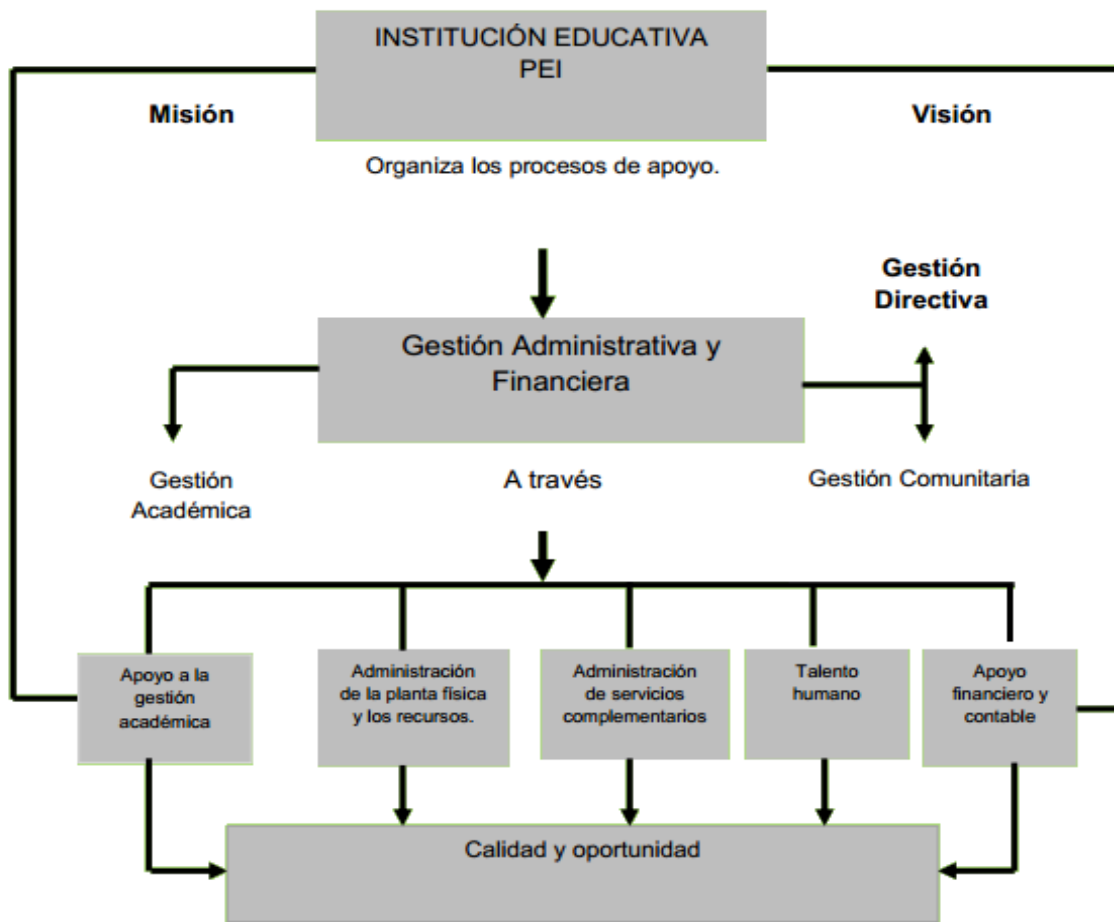 INSTITUCIÓN EDUCATIVA
PEI
Misión
Visión
Organiza los procesos de apoyo.
Gestión
Directiva
Gestión Administrativa y
Financiera
Gestión
Académica
A través
Gestión Comunitaria
Apoyo a la
gestión
académica
Administración
de la planta física
y los recursos.
Administración
de servicios
complementarios
Talento
humano
Apoyo
financiero y
contable
Calidad y oportunidad